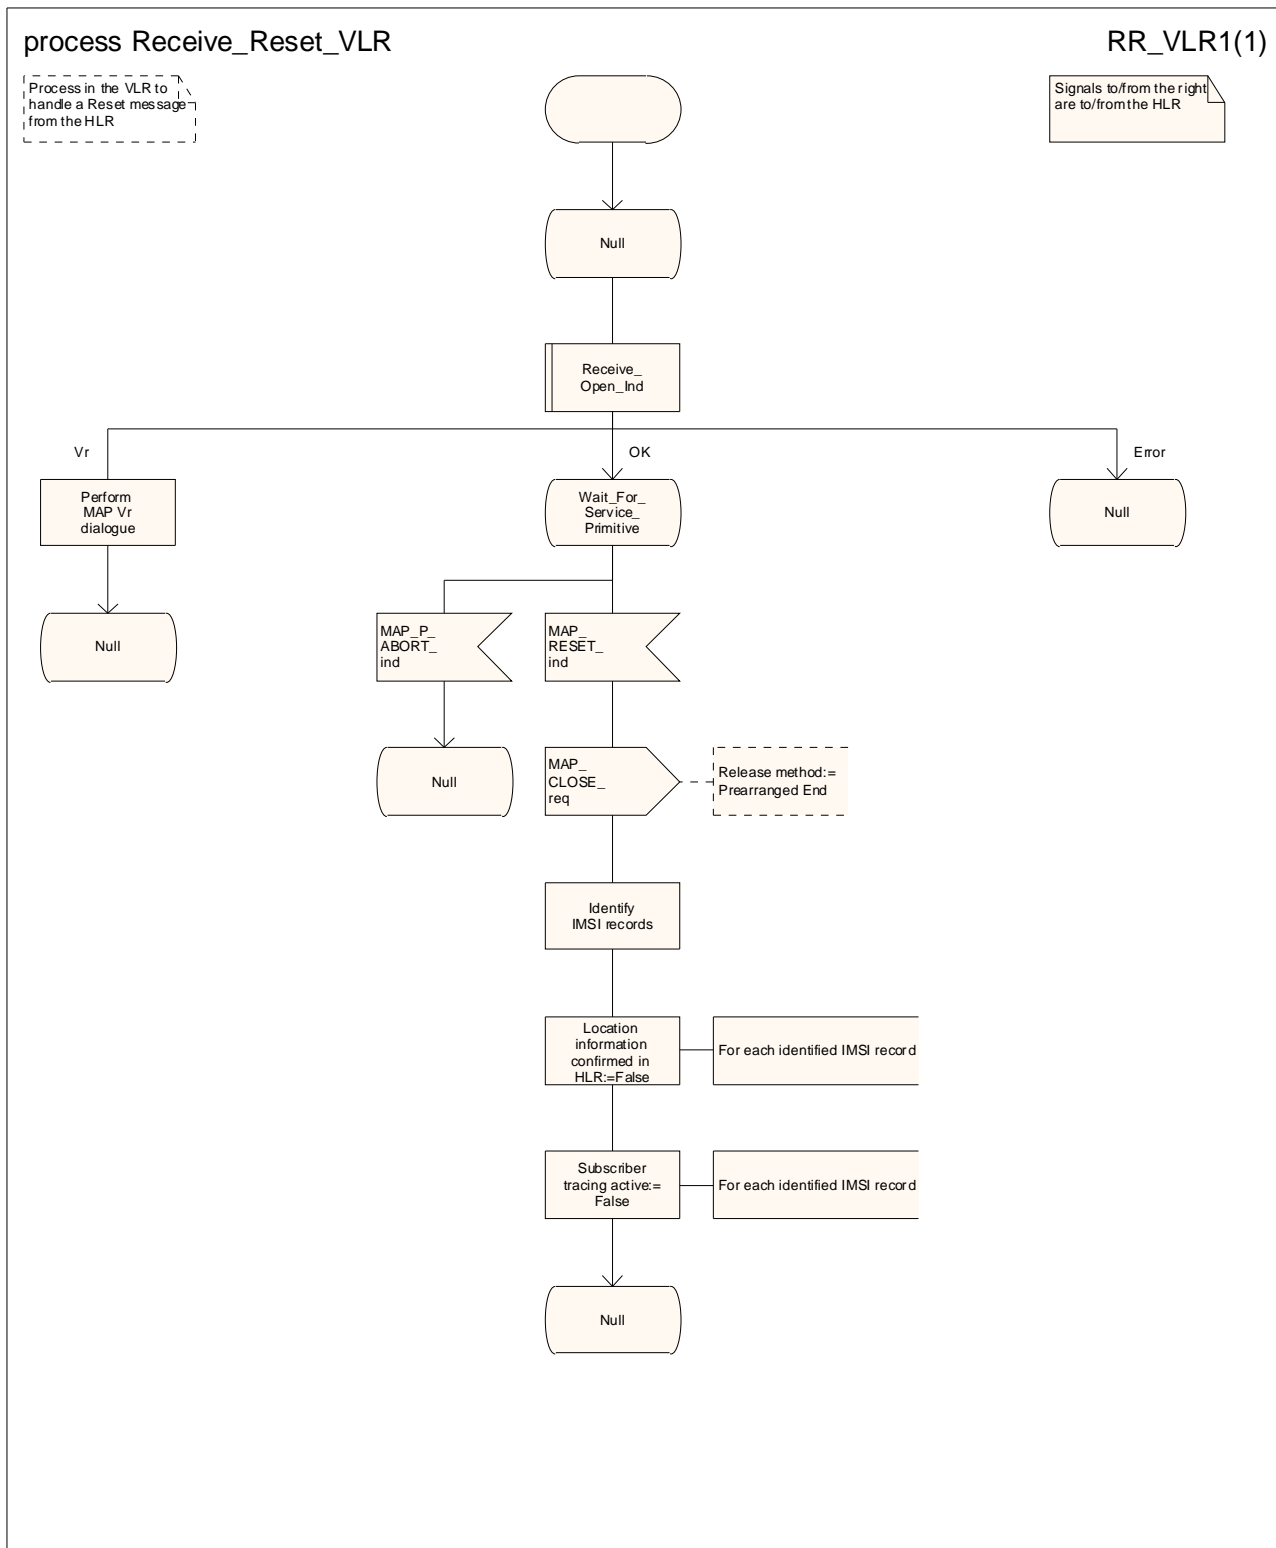 process Receive_Reset_VLR
RR_VLR1(1)
Process in the VLR to
handle a Reset message
from the HLR
Signals to/from the right
are to/from the HLR
Null
Receive_
Open_Ind
Vr
OK
Error
Perform
MAP Vr
dialogue
Wait_For_
Service_
Primitive
Null
Null
MAP_P_
ABORT_
ind
MAP_
RESET_
ind
Null
MAP_
CLOSE_
req
Release method:=
Prearranged End
Identify
IMSI records
Location
information
confirmed in
HLR:=False
For each identified IMSI record
Subscriber
tracing active:=
False
For each identified IMSI record
Null